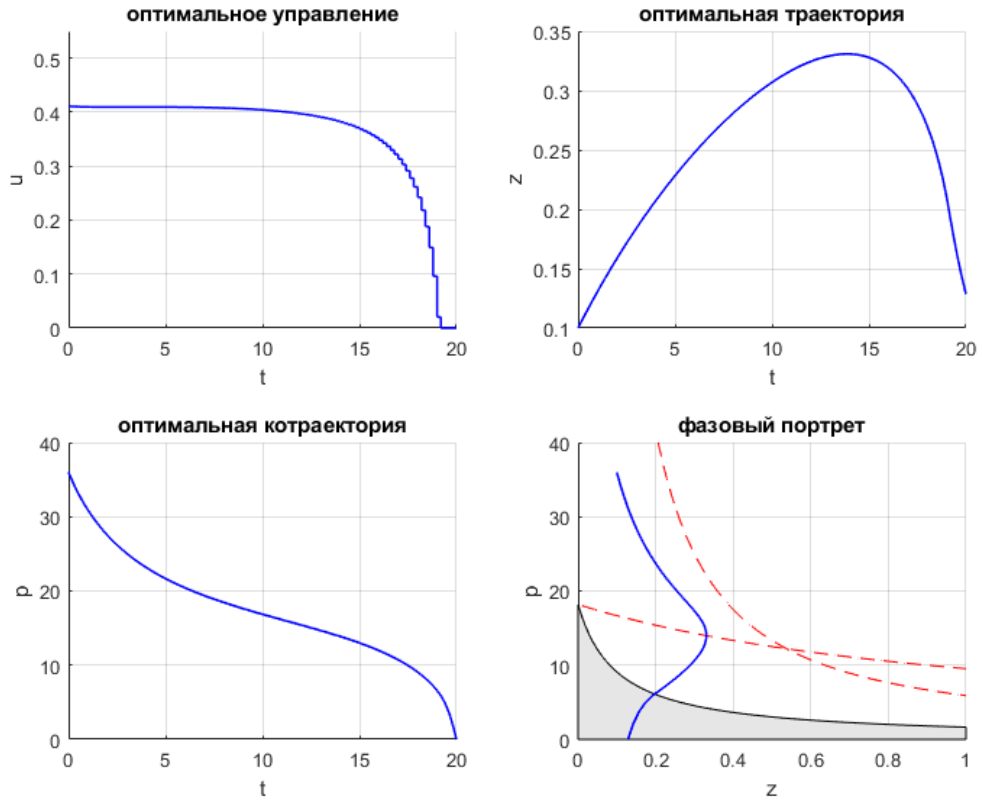 оптимальное управление
0.5
0.4
0.3
0.2
0.1
0
u
0 5 10 15 20
t
оптимальная траектория
0.35
0.3
0.25
0.2
0.15
0.1
z
0 5 10 15 20
t
оптимальная котраектория
40
30
20
10
0
p
0 5 10 15 20
t
фазовый портрет
40
30
20
10
0
p
0 0.2 0.4 0.6 0.8 1
z